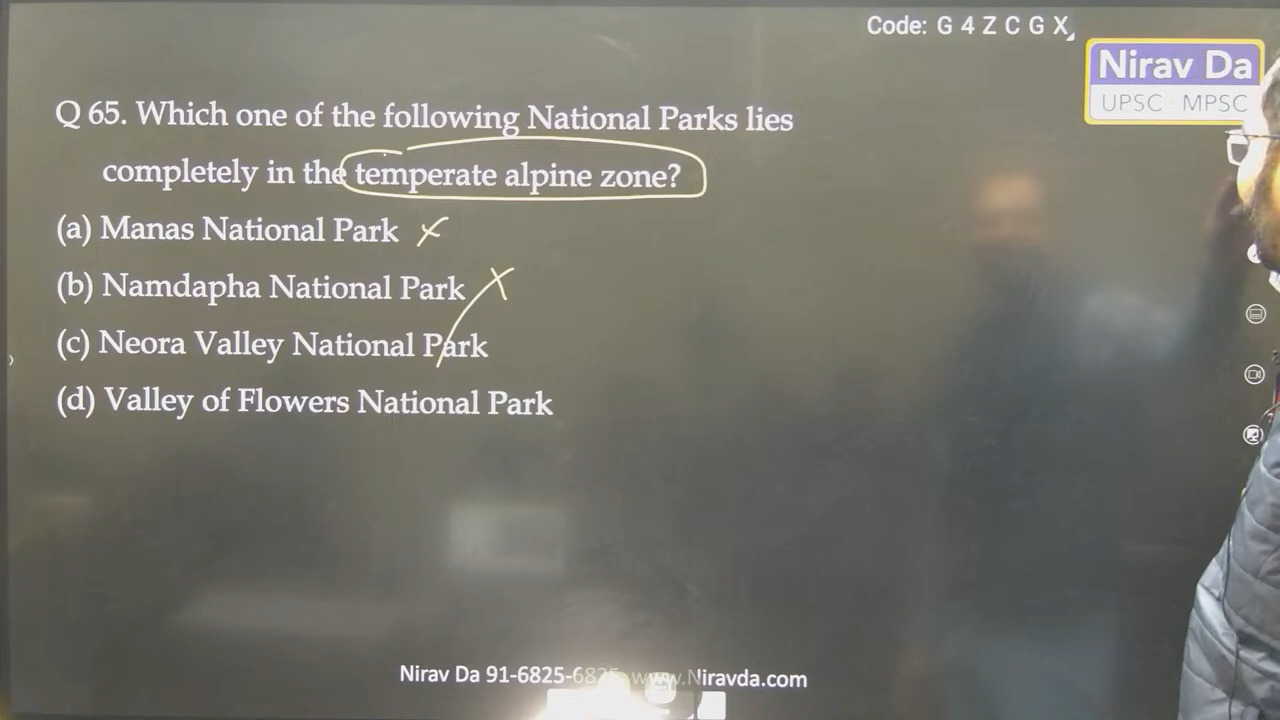 Code: G 4 Z C G X
Nirav Da
UPSC - MPSC
Q 65. Which one of the following National Parks lies
completely in the temperate alpine zone?
(a) Manas National Park
(b) Namdapha National Park
(c) Neora Valley National Park
(d) Valley of Flowers National Park
Nirav Da 91-6825-6825 www.Niravda.com